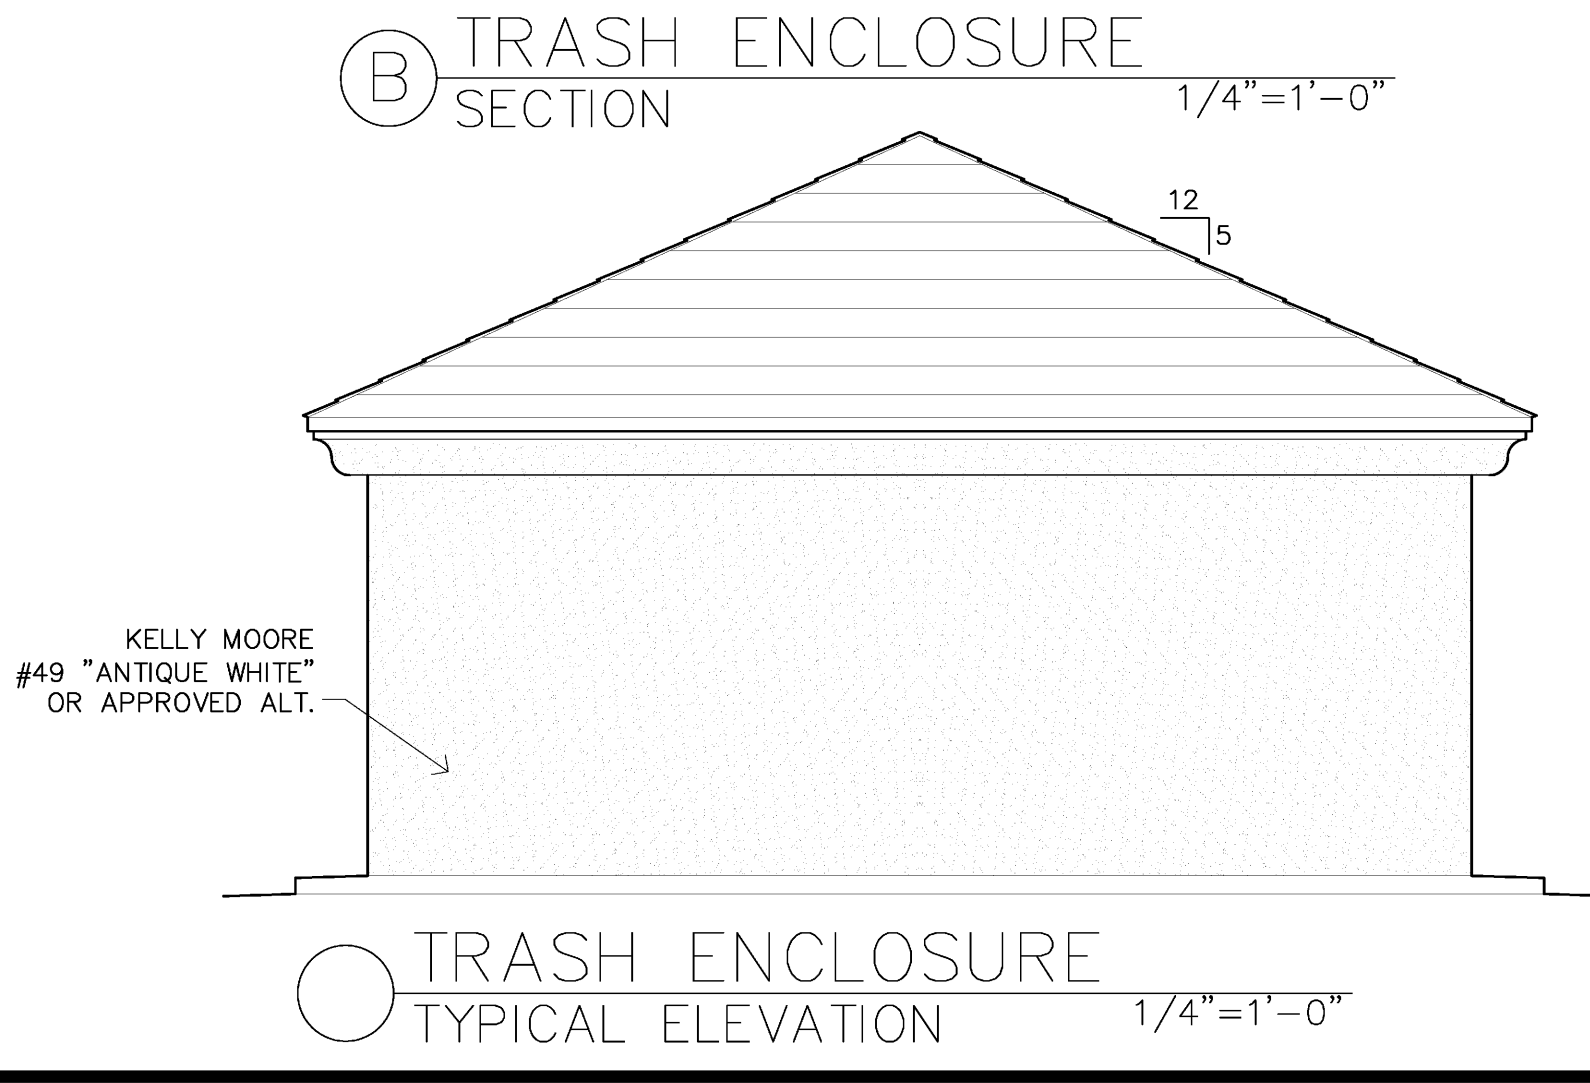 B
TRASH ENCLOSURE
SECTION
1/4"=1'-0"
12
5
KELLY MOORE
#49 "ANTIQUE WHITE"
OR APPROVED ALT.
TRASH ENCLOSURE
TYPICAL ELEVATION
1/4"=1'-0"